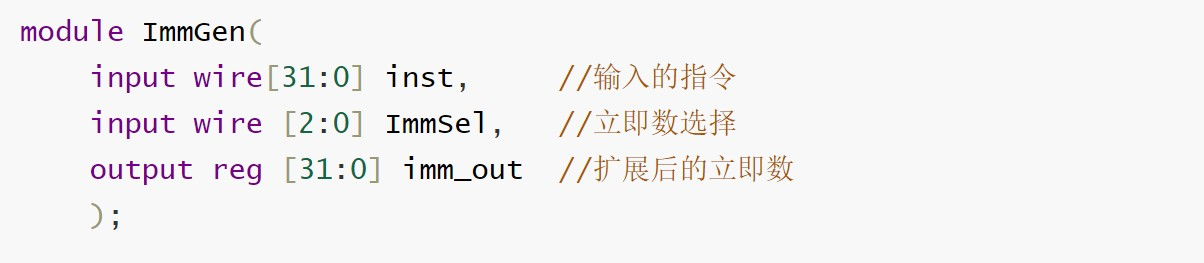 module ImmGen(
    input wire[31:0] inst,     //输入的指令
    input wire [2:0] ImmSel,   //立即数选择
    output reg [31:0] imm_out  //扩展后的立即数
    );